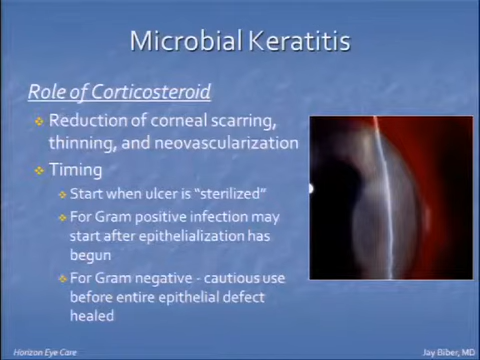 Microbial Keratitis
Role of Corticosteroid
Reduction of corneal scarring,
thinning, and neovascularization
Timing
Start when ulcer is "sterilized"
For Gram positive infection may
start after epithelialization has
begun
For Gram negative - cautious use
before entire epithelial defect
healed
Horizon Eye Care
Jay Biber, MD